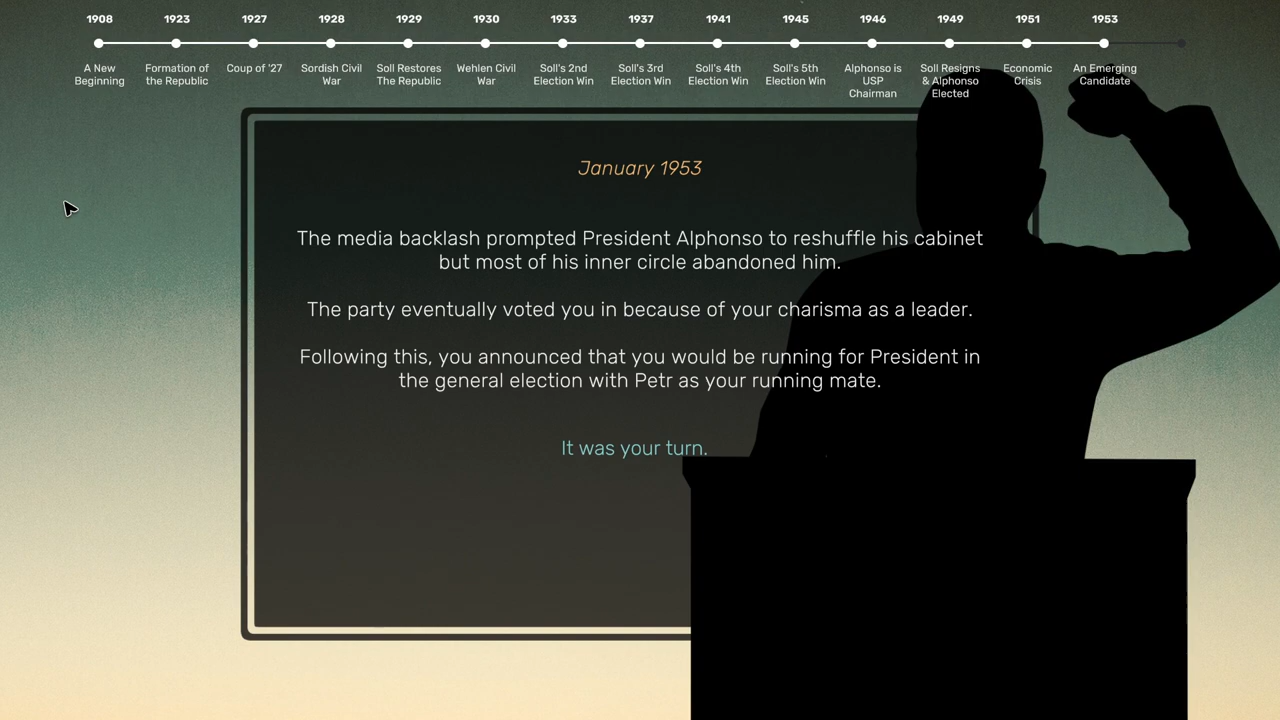 1908 1923 1927 1928 1929 1930 1933 1937 1941 1945 1946 1949 1951 1953
A New Beginning
Formation of the Republic
Coup of '27
Sordish Civil War
Soll Restores The Republic
Wehlen Civil War
Soll's 2nd Election Win
Soll's 3rd Election Win
Soll's 4th Election Win
Soll's 5th Election Win
Alphonso is USP Chairman
Soll Resigns & Alphonso Elected
Economic Crisis
An Emerging Candidate
January 1953
The media backlash prompted President Alphonso to reshuffle his cabinet
but most of his inner circle abandoned him.
The party eventually voted you in because of your charisma as a leader.
Following this, you announced that you would be running for President in
the general election with Petr as your running mate.
It was your turn.